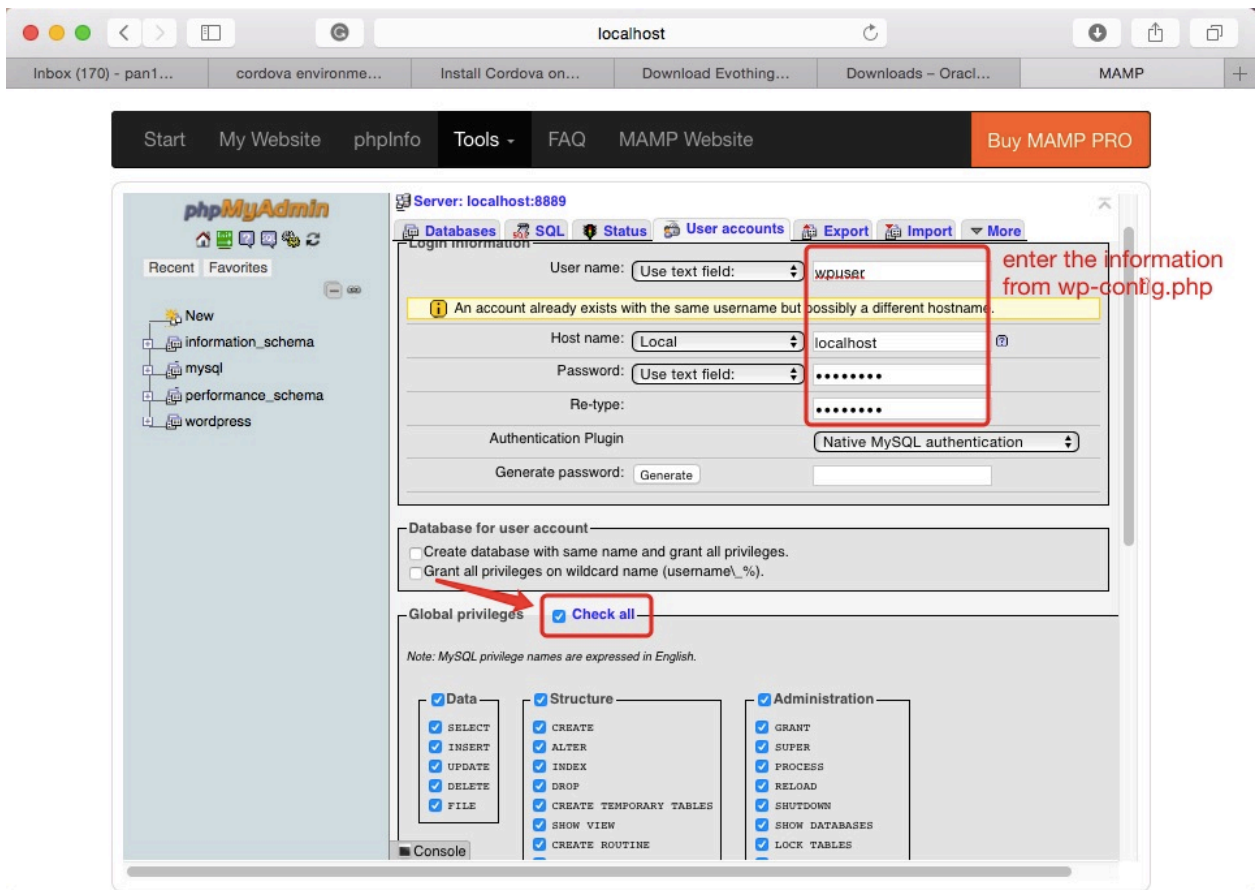 localhost
Inbox (170) - pan1...
cordova environme...
Install Cordova on...
Download Evothing...
Downloads – Oracl...
MAMP
Start
My Website
phpInfo
Tools
FAQ
MAMP Website
Buy MAMP PRO
phpMyAdmin
Recent
Favorites
New
information_schema
mysql
performance_schema
wordpress
Server: localhost:8889
Databases
SQL
Status
User accounts
Export
Import
More
Login Information
User name: Use text field: wpuser
enter the information
from wp-config.php
An account already exists with the same username but possibly a different hostname.
Host name: Local localhost
Password: Use text field: ••••••••
Re-type: ••••••••
Authentication Plugin Native MySQL authentication
Generate password: Generate
Database for user account
Create database with same name and grant all privileges.
Grant all privileges on wildcard name (username\_%).
Global privileges Check all
Note: MySQL privilege names are expressed in English.
Data
SELECT
INSERT
UPDATE
DELETE
FILE
Structure
CREATE
ALTER
INDEX
DROP
CREATE TEMPORARY TABLES
SHOW VIEW
CREATE ROUTINE
Administration
GRANT
SUPER
PROCESS
RELOAD
SHUTDOWN
SHOW DATABASES
LOCK TABLES
Console